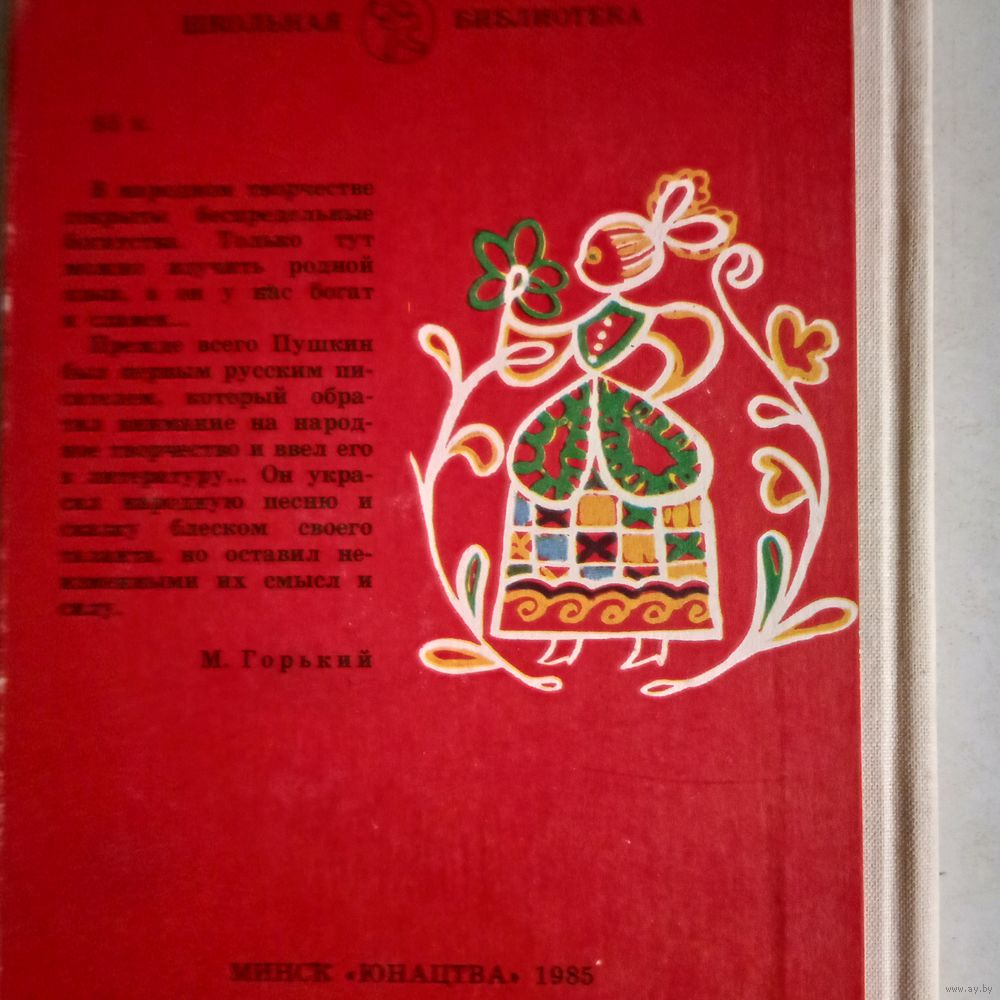 ШКОЛЬНАЯ БИБЛИОТЕКА
В народном творчестве
сокрыты беспредельные
богатства. Только тут
можно изучить родной
язык, а он у нас богат
и славен...
Прежде всего Пушкин
был первым русским пи-
сателем, который обра-
тил внимание на народ-
ное творчество и ввел его
в литературу... Он укра-
сил народную песню и
сказку блеском своего
таланта, но оставил не-
изменными их смысл и
силу.
М. Горький
МИНСК «ЮНАЦТВА» 1985
www.ay.by